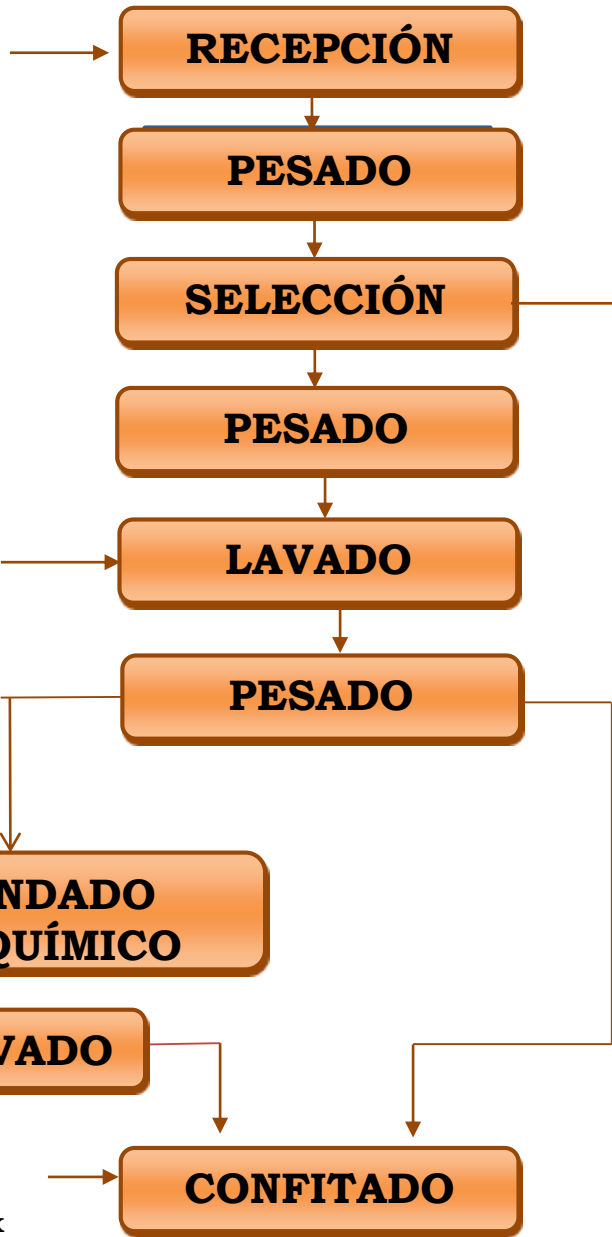 RECEPCIÓN
PESADO
SELECCIÓN
PESADO
LAVADO
PESADO
NDADO
QUÍMICO
VADO
CONFITADO